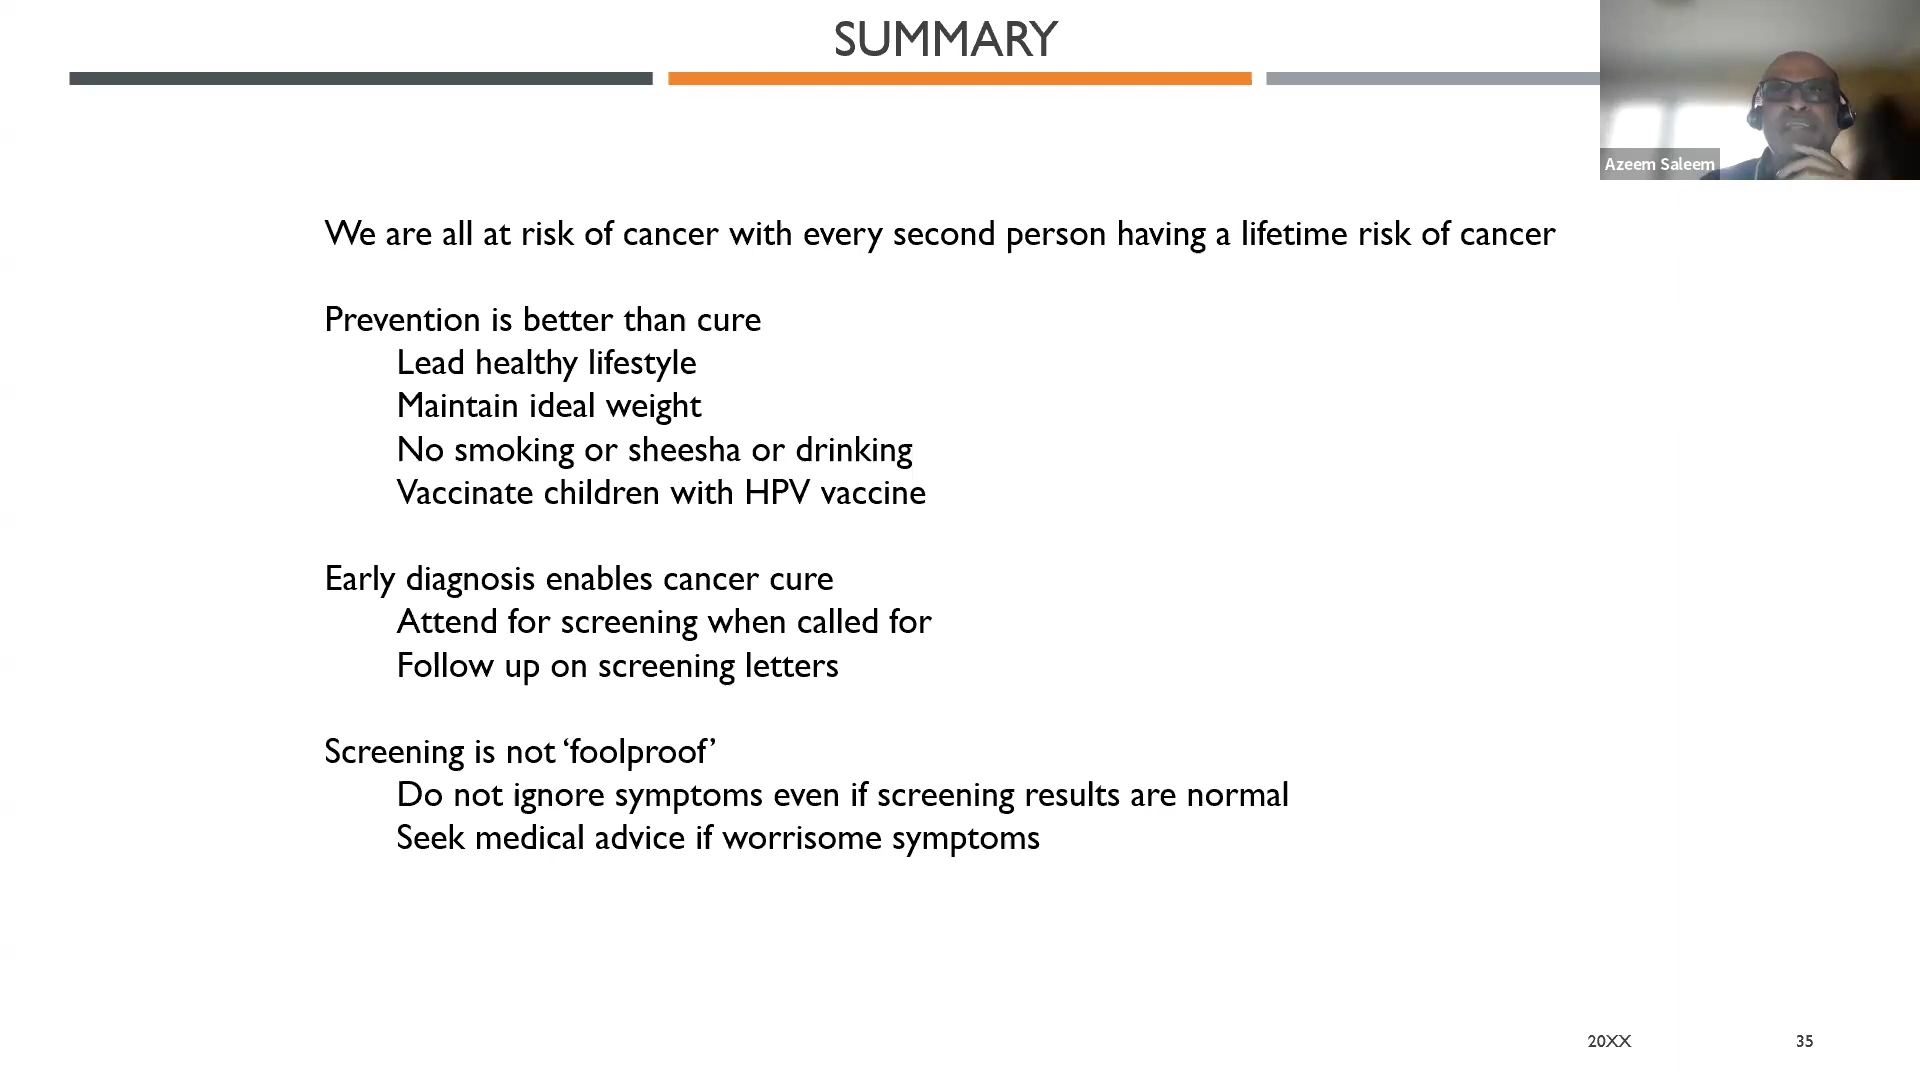 SUMMARY
Azeem Saleem
We are all at risk of cancer with every second person having a lifetime risk of cancer
Prevention is better than cure
Lead healthy lifestyle
Maintain ideal weight
No smoking or sheesha or drinking
Vaccinate children with HPV vaccine
Early diagnosis enables cancer cure
Attend for screening when called for
Follow up on screening letters
Screening is not ‘foolproof’
Do not ignore symptoms even if screening results are normal
Seek medical advice if worrisome symptoms
20XX
35